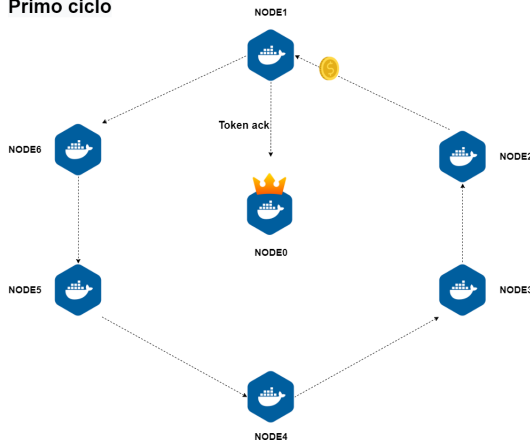 Primo ciclo
NODE1
Token ack
NODE6
NODE2
NODE0
NODE5
NODE3
NODE4